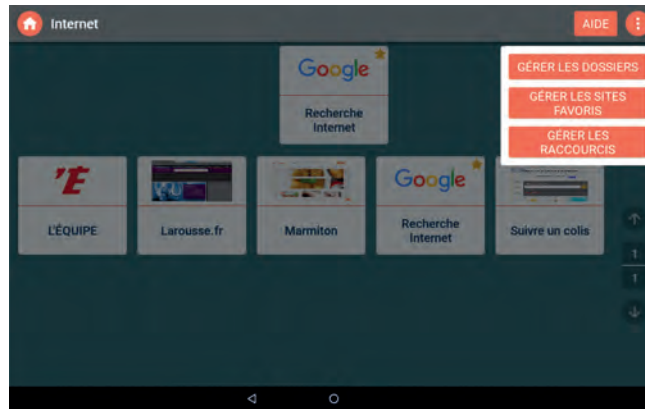 Internet
AIDE
GÉRER LES DOSSIERS
GÉRER LES SITES
FAVORIS
GÉRER LES
RACCOURCIS
Google
Recherche
Internet
'E
L'ÉQUIPE
Larousse.fr
Marmiton
Google
Recherche
Internet
Suivre un colis
1
1